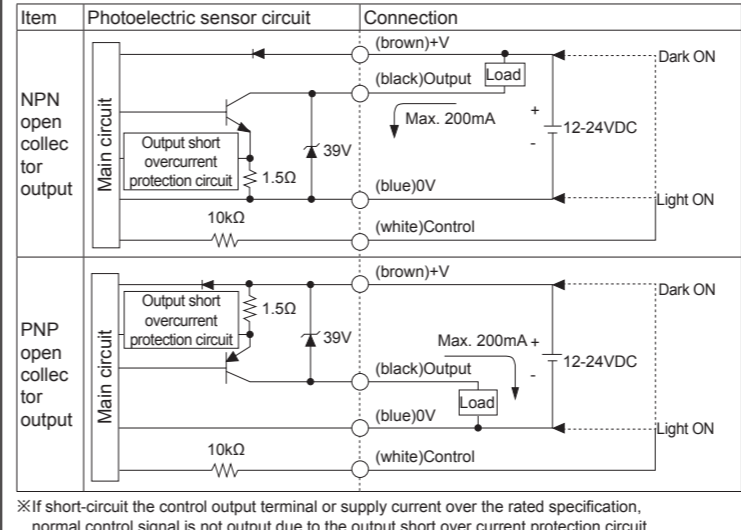 Item
Photoelectric sensor circuit
Connection
NPN
open
collec
tor
output
Main circuit
Output short
overcurrent
protection circuit
1.5Ω
39V
10kΩ
(brown)+V
(black)Output
Load
Max. 200mA
+
-
12-24VDC
(blue)0V
(white)Control
Dark ON
Light ON
PNP
open
collec
tor
output
Main circuit
Output short
overcurrent
protection circuit
1.5Ω
39V
10kΩ
(brown)+V
Max. 200mA
+
-
12-24VDC
(black)Output
Load
(blue)0V
(white)Control
Dark ON
Light ON
※If short-circuit the control output terminal or supply current over the rated specification,
normal control signal is not output due to the output short over current protection circuit.